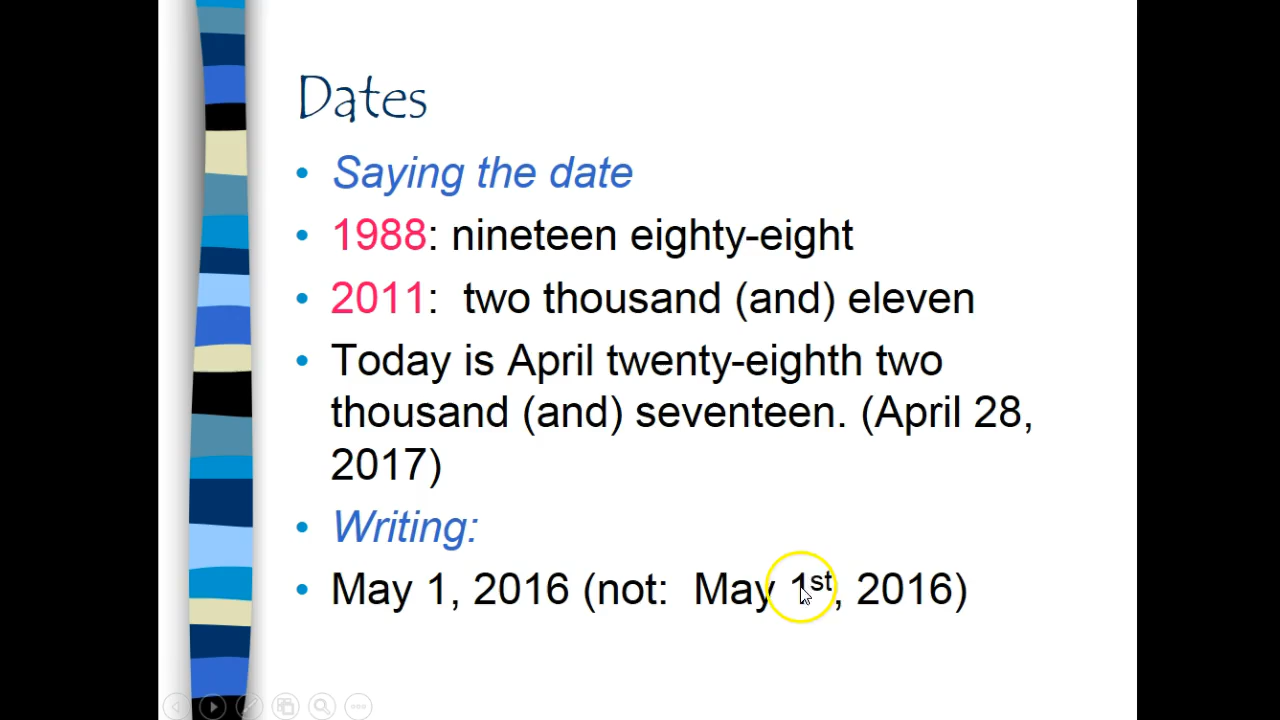 Dates
• Saying the date
• 1988: nineteen eighty-eight
• 2011:  two thousand (and) eleven
• Today is April twenty-eighth two
thousand (and) seventeen. (April 28,
2017)
• Writing:
• May 1, 2016 (not:  May 1st, 2016)